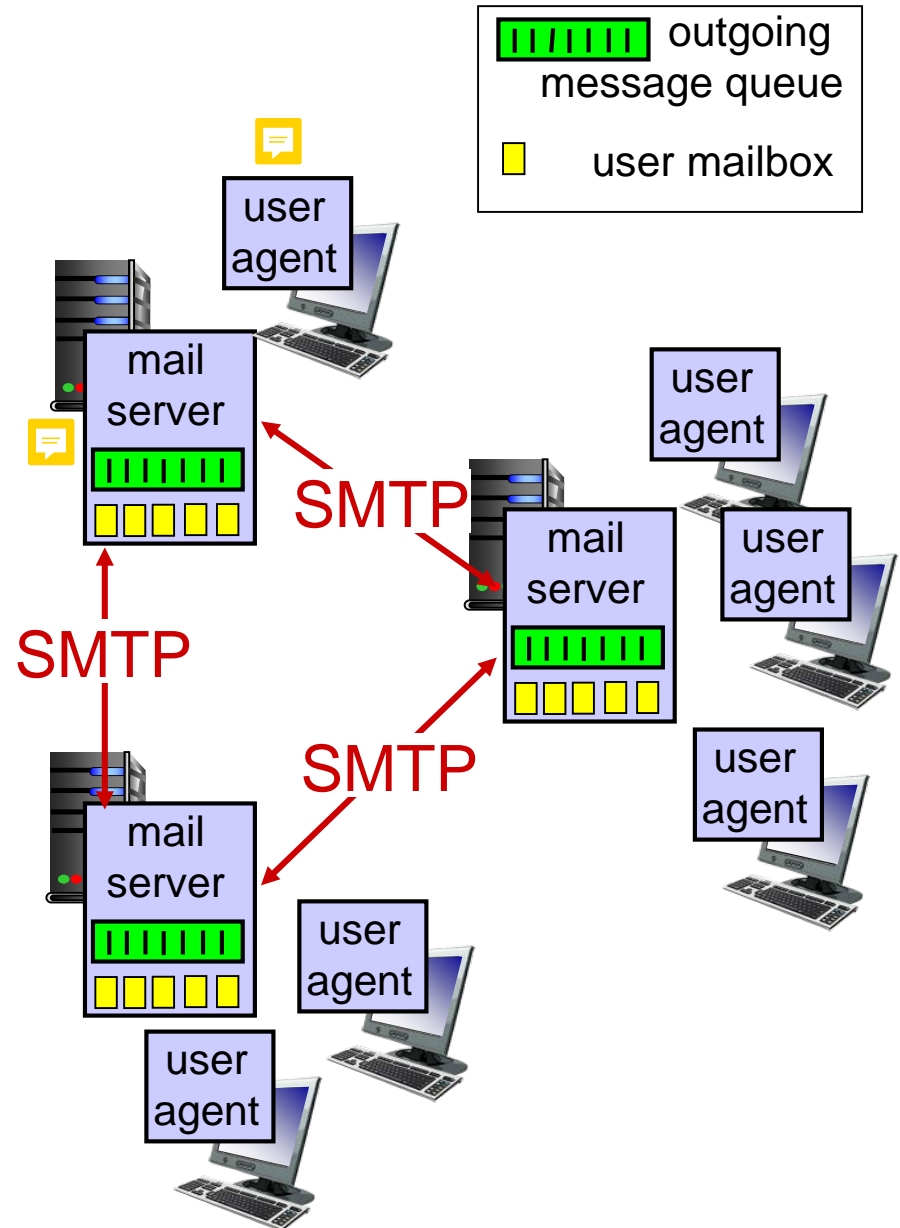 outgoing
message queue
user mailbox
user
agent
mail
server
user
agent
SMTP
mail
server
user
agent
SMTP
SMTP
user
agent
mail
server
user
agent
user
agent